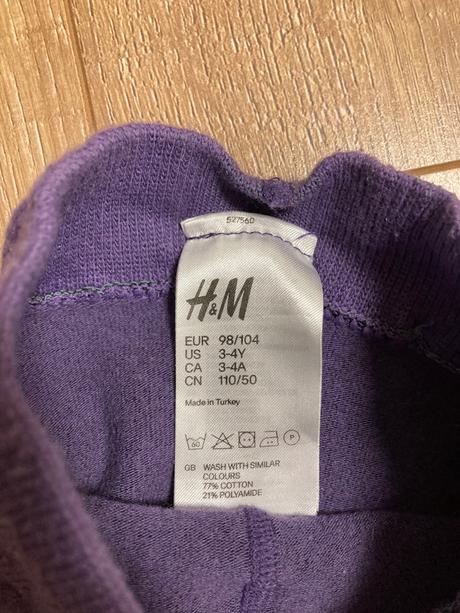 527560
H&M
EUR 98/104
US 3-4Y
CA 3-4A
CN 110/50
Made in Turkey
60 P
GB WASH WITH SIMILAR
COLOURS
77% COTTON
21% POLYAMIDE